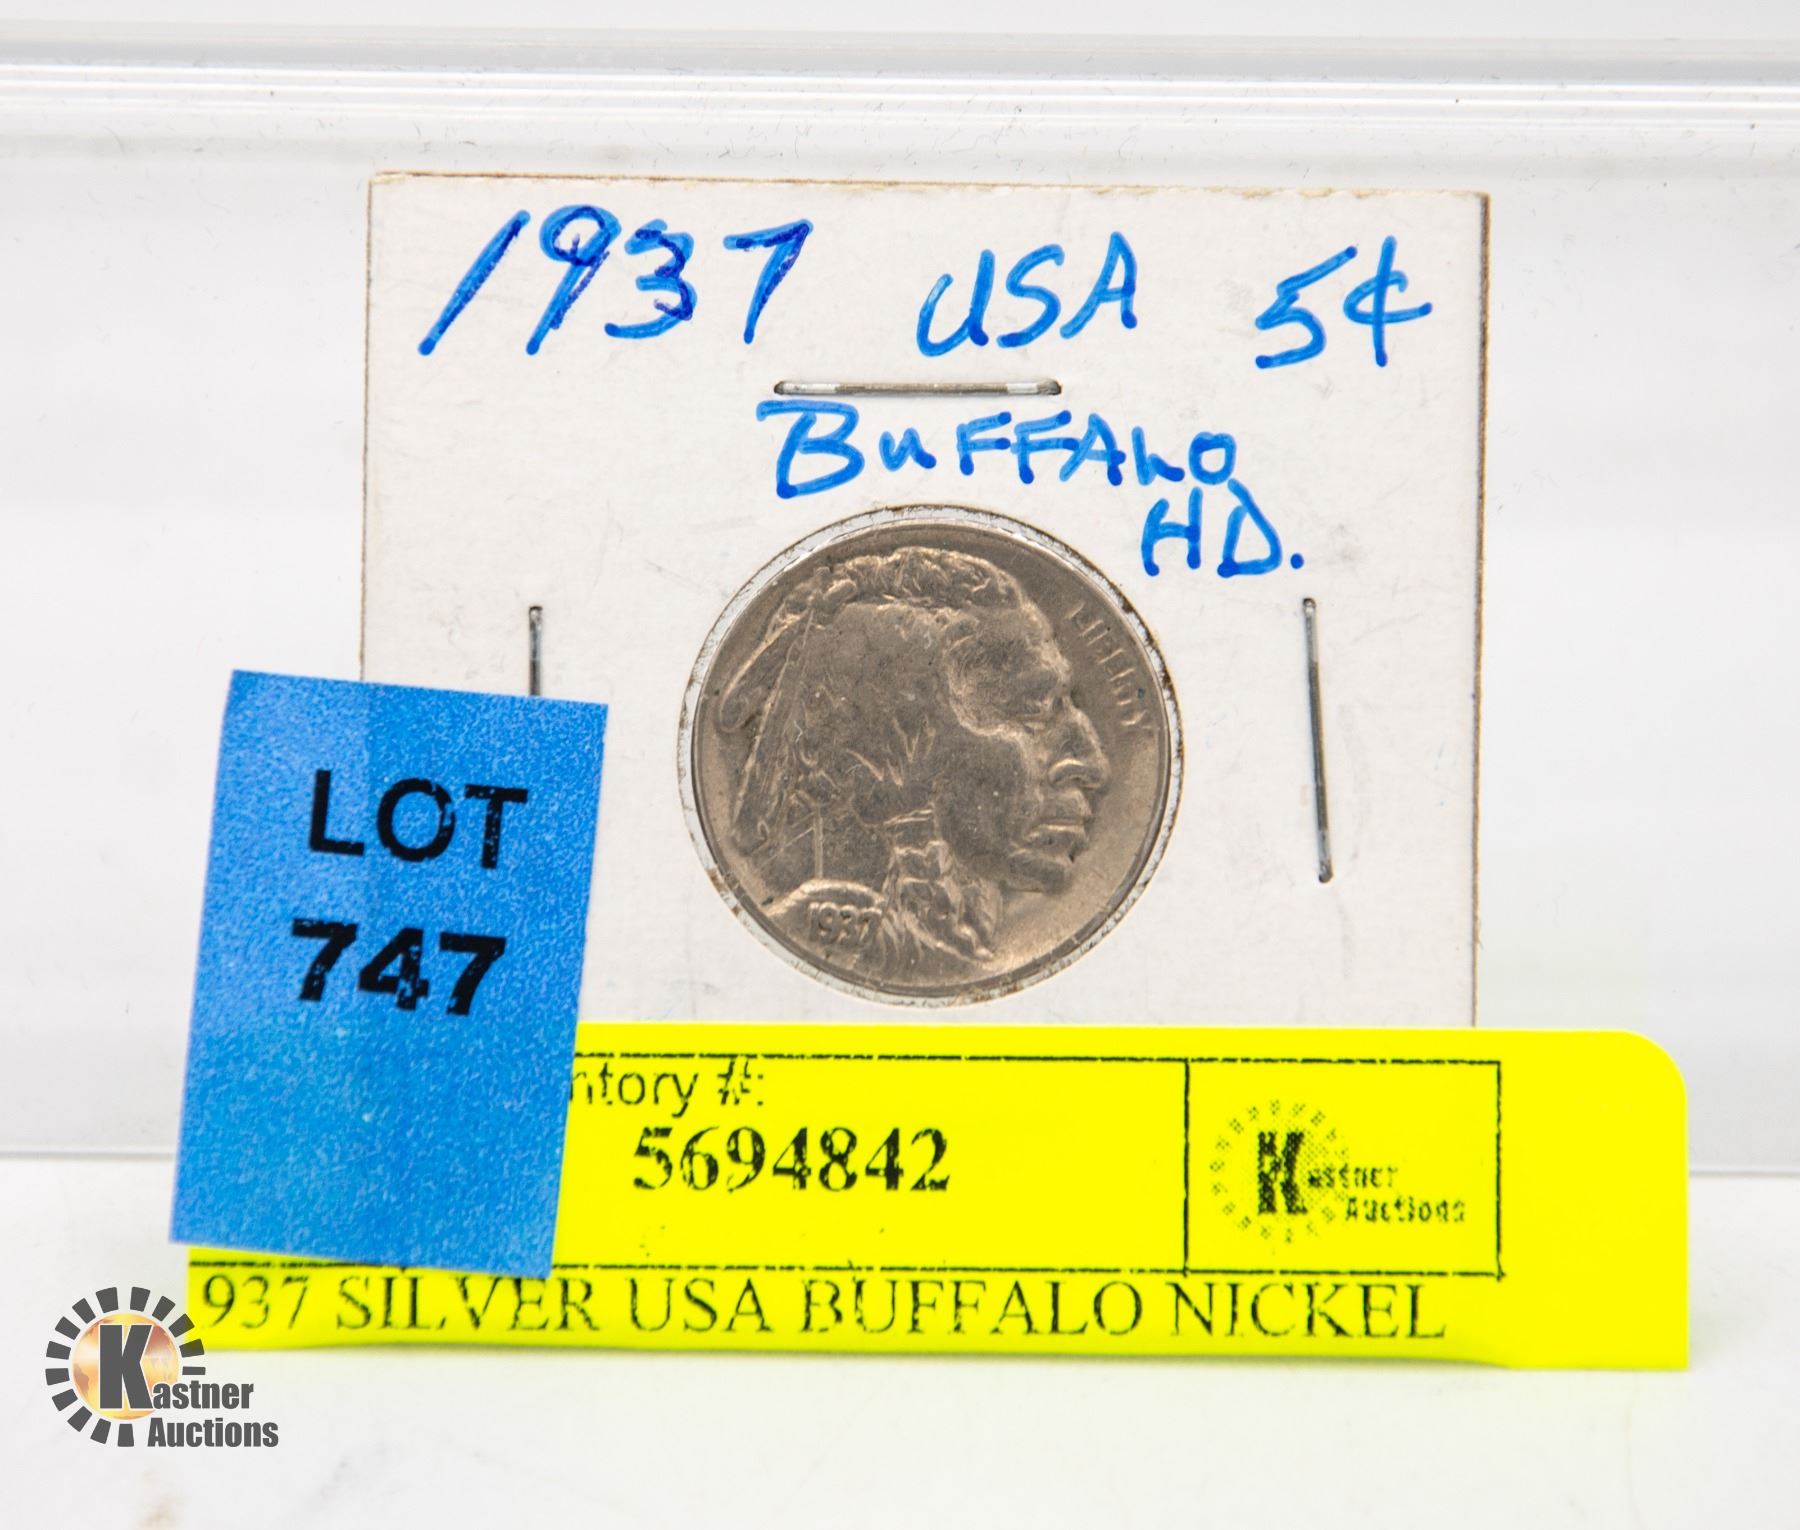 1937 USA 5¢
BUFFALO
HD.
LIBERTY
1937
LOT
747
ntory #:
5694842
Kastner
Auctions
937 SILVER USA BUFFALO NICKEL
Kastner
Auctions